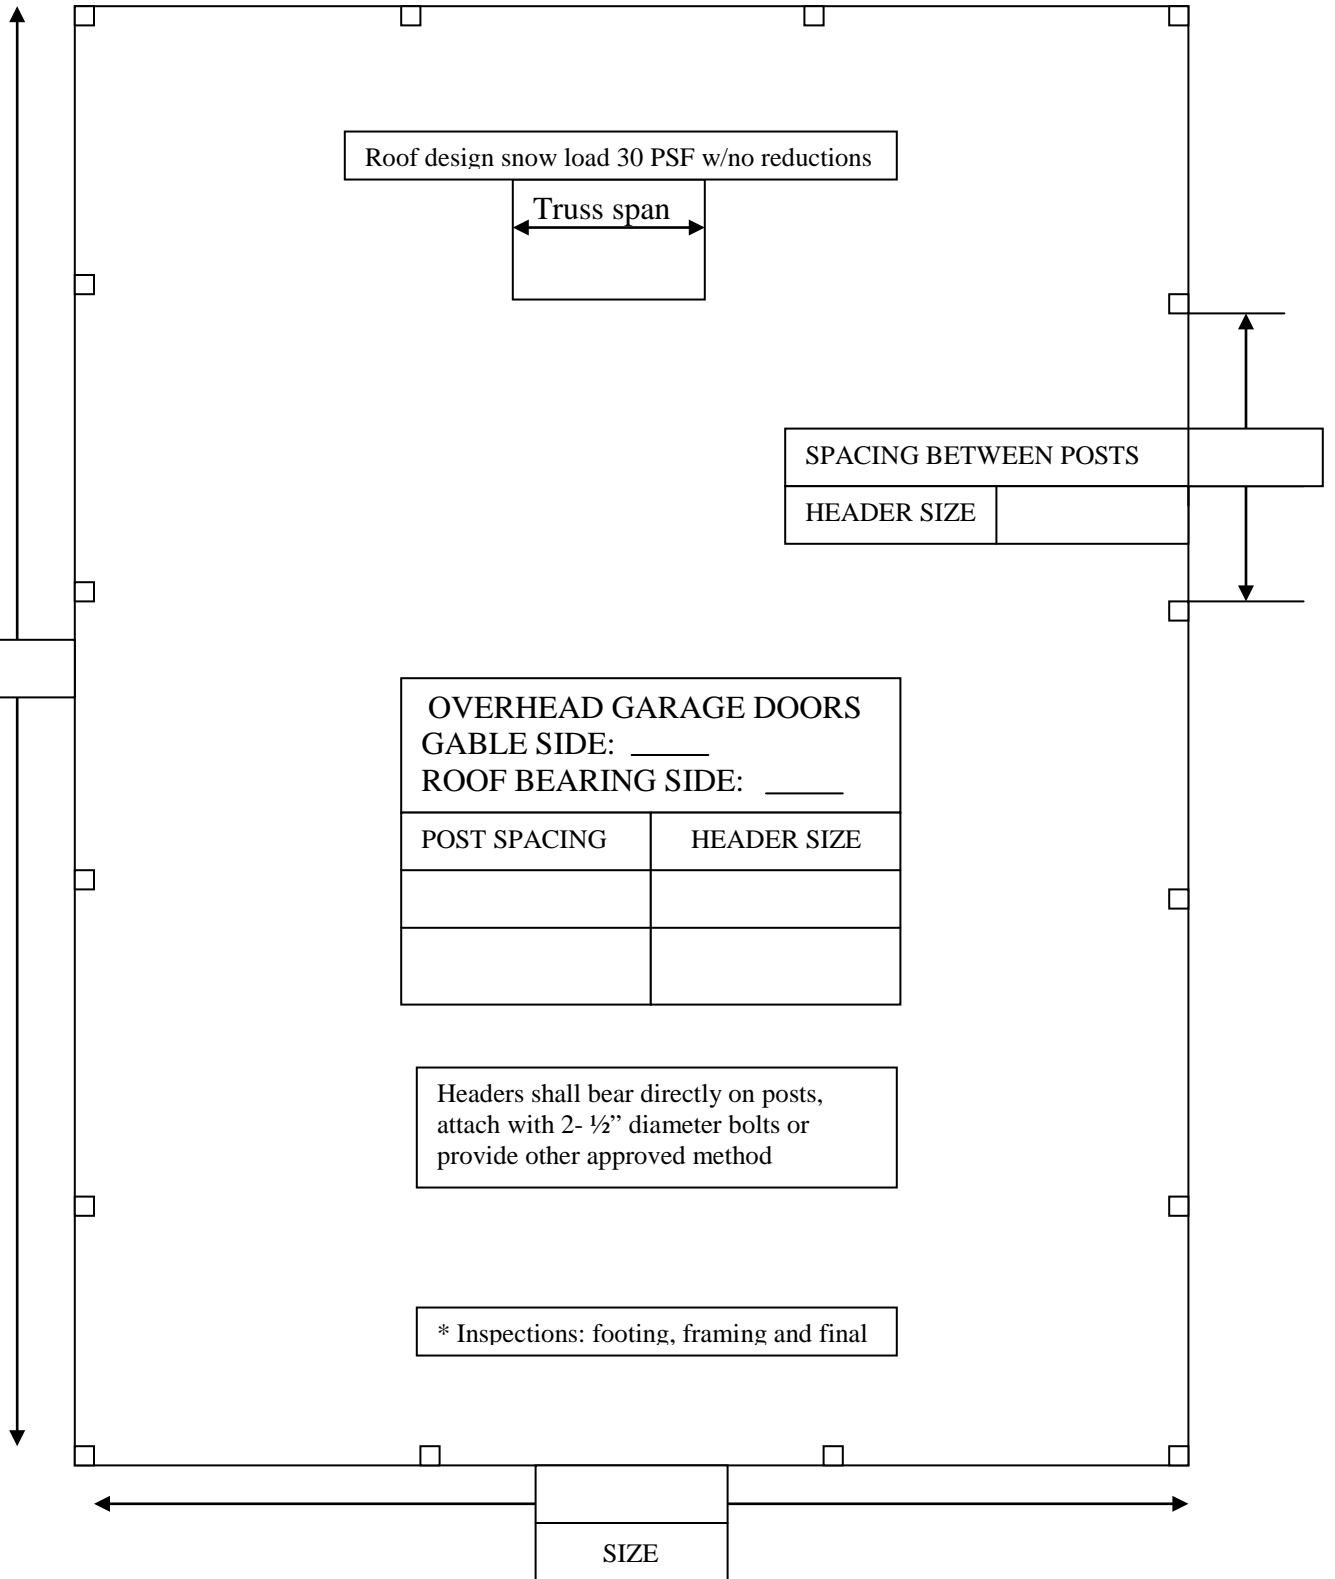 Roof design snow load 30 PSF w/no reductions
Truss span
SPACING BETWEEN POSTS
HEADER SIZE
OVERHEAD GARAGE DOORS
GABLE SIDE: _____
ROOF BEARING SIDE: _____
POST SPACING HEADER SIZE
Headers shall bear directly on posts,
attach with 2- ½” diameter bolts or
provide other approved method
* Inspections: footing, framing and final
SIZE